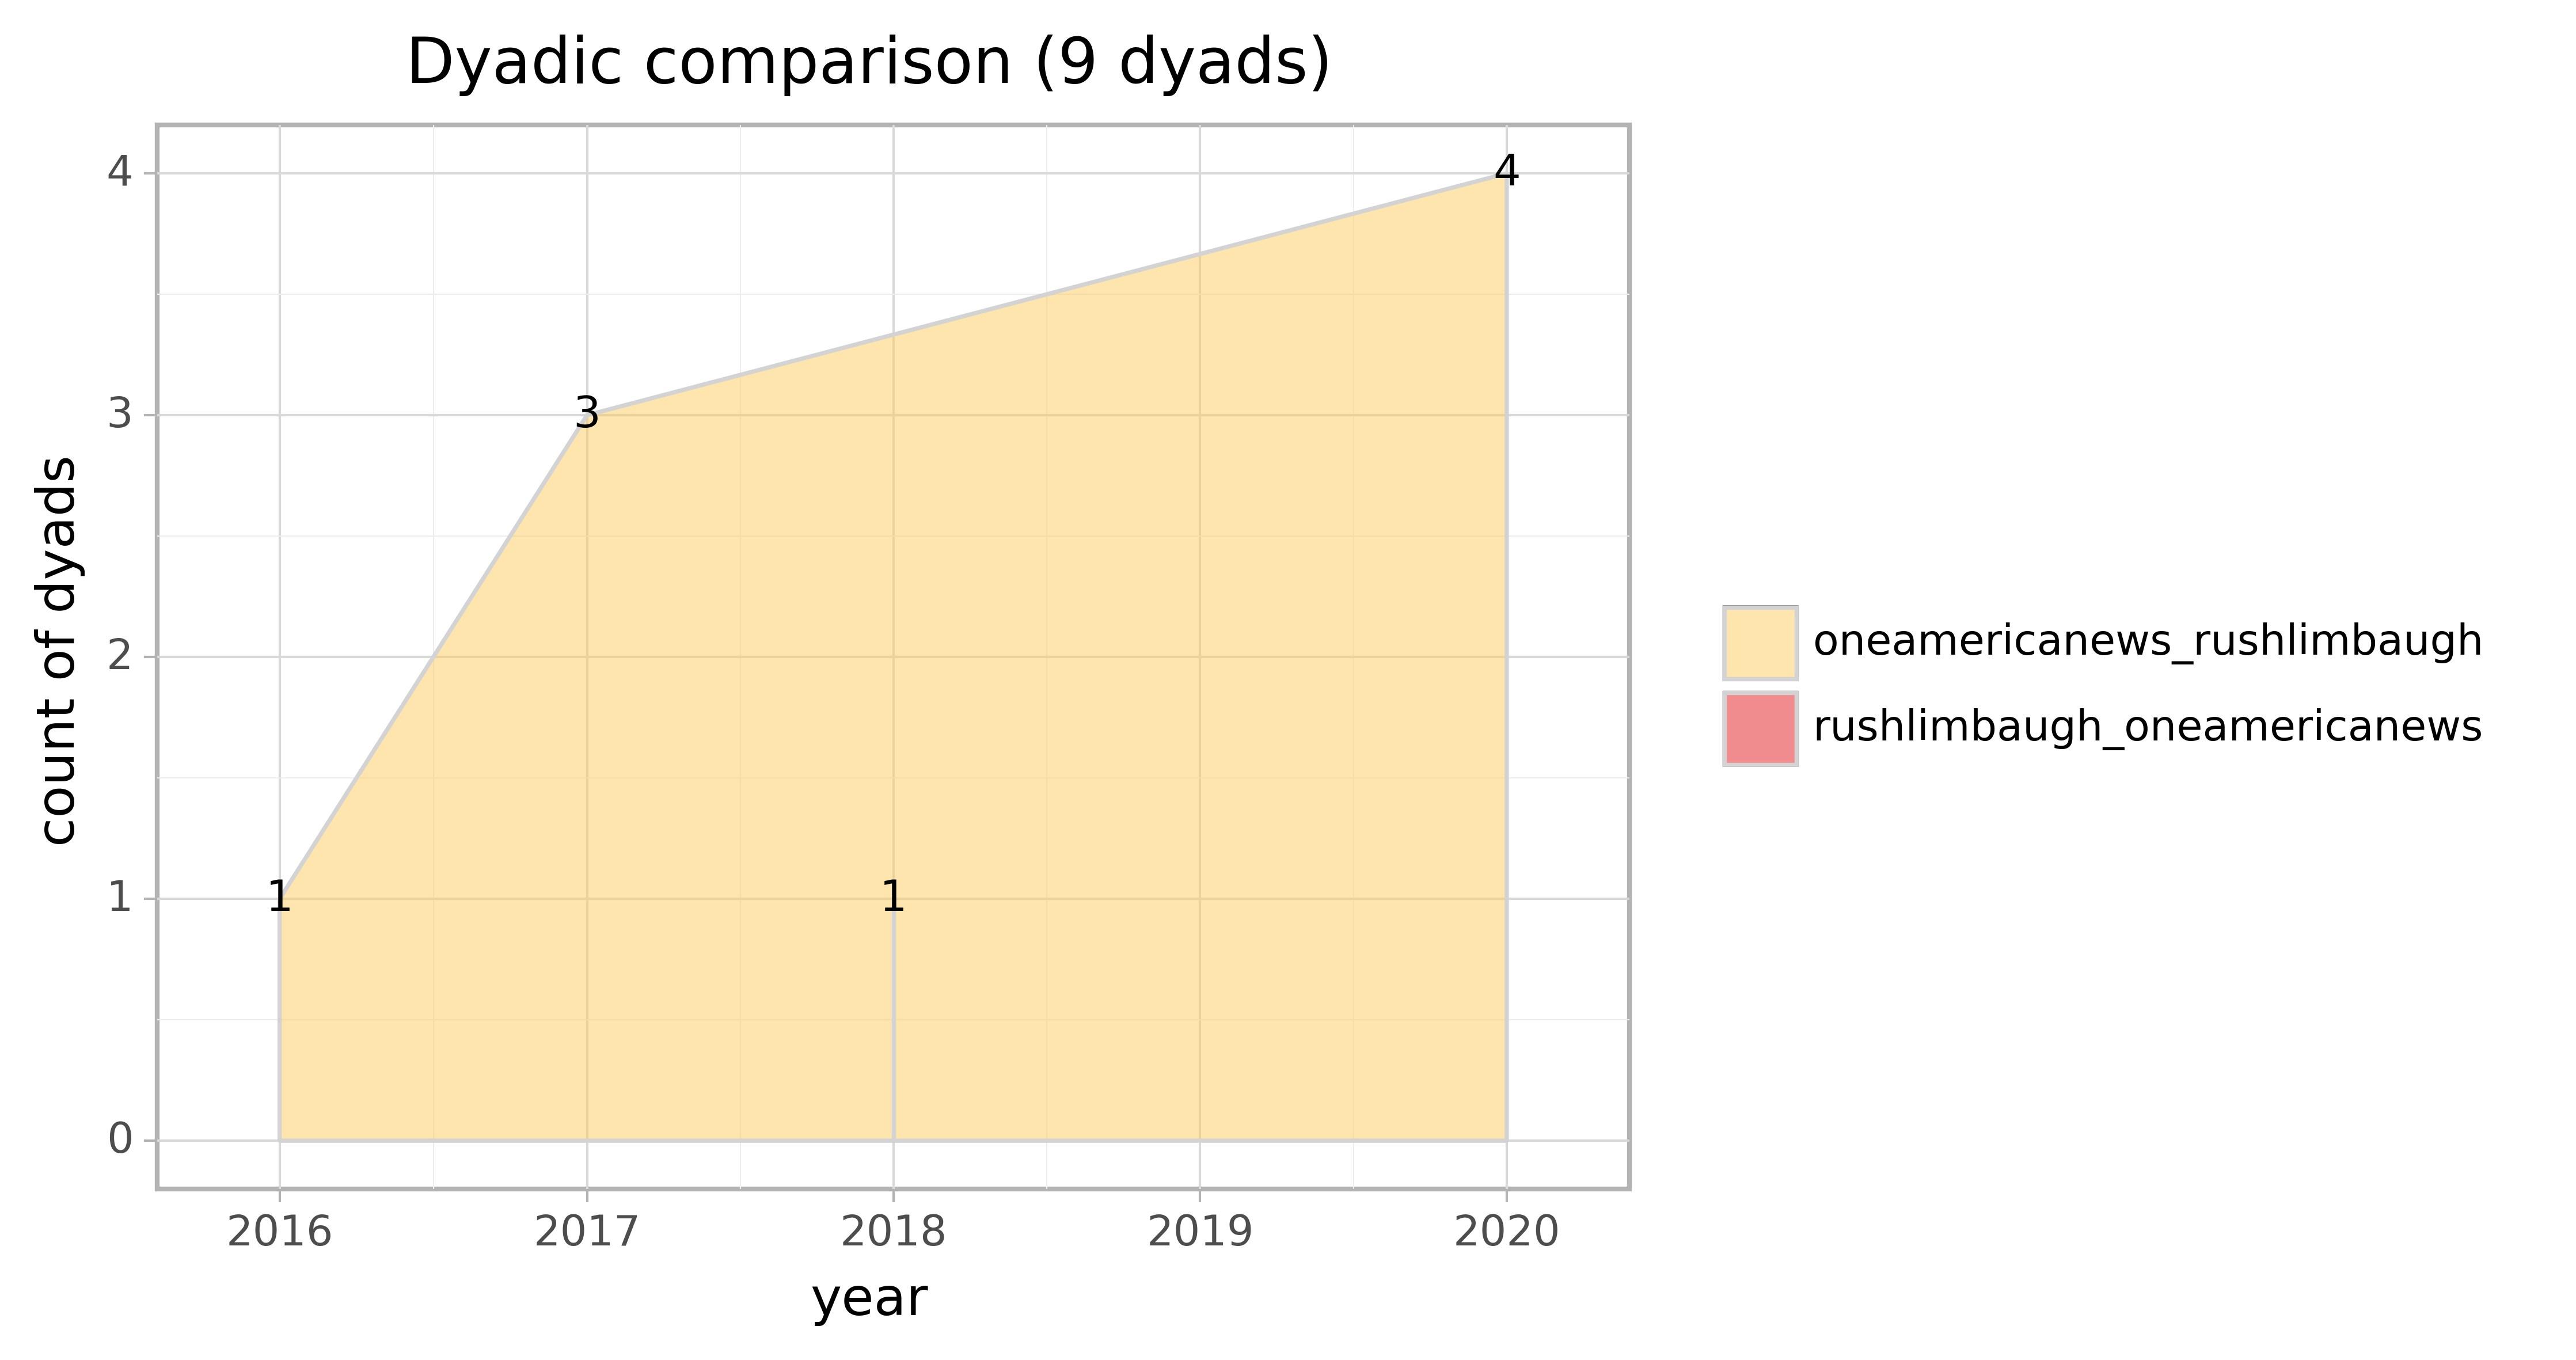 Dyadic comparison (9 dyads)
4
4
3
3
2
1
1
1
0
count of dyads
2016 2017 2018 2019 2020
year
oneamericanews_rushlimbaugh
rushlimbaugh_oneamericanews